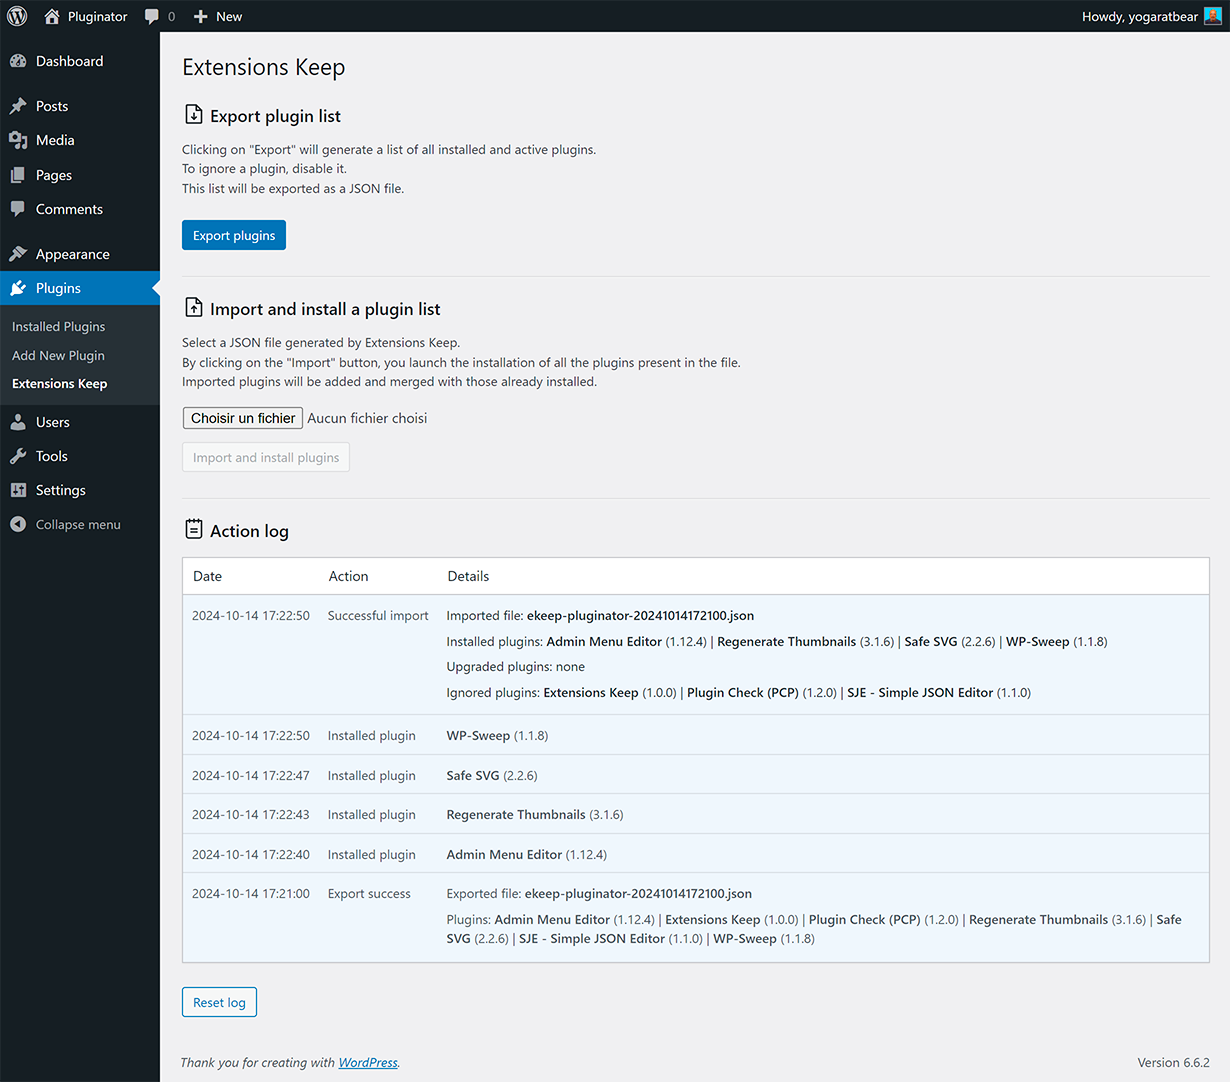 Pluginator 0 New Howdy, yogaratbear
Dashboard
Posts
Media
Pages
Comments
Appearance
Plugins
Installed Plugins
Add New Plugin
Extensions Keep
Users
Tools
Settings
Collapse menu
Extensions Keep
Export plugin list
Clicking on "Export" will generate a list of all installed and active plugins.
To ignore a plugin, disable it.
This list will be exported as a JSON file.
Export plugins
Import and install a plugin list
Select a JSON file generated by Extensions Keep.
By clicking on the "Import" button, you launch the installation of all the plugins present in the file.
Imported plugins will be added and merged with those already installed.
Choisir un fichier Aucun fichier choisi
Import and install plugins
Action log
Date Action Details
2024-10-14 17:22:50 Successful import Imported file: ekeep-pluginator-20241014172100.json
Installed plugins: Admin Menu Editor (1.12.4) | Regenerate Thumbnails (3.1.6) | Safe SVG (2.2.6) | WP-Sweep (1.1.8)
Upgraded plugins: none
Ignored plugins: Extensions Keep (1.0.0) | Plugin Check (PCP) (1.2.0) | SJE - Simple JSON Editor (1.1.0)
2024-10-14 17:22:50 Installed plugin WP-Sweep (1.1.8)
2024-10-14 17:22:47 Installed plugin Safe SVG (2.2.6)
2024-10-14 17:22:43 Installed plugin Regenerate Thumbnails (3.1.6)
2024-10-14 17:22:40 Installed plugin Admin Menu Editor (1.12.4)
2024-10-14 17:21:00 Export success Exported file: ekeep-pluginator-20241014172100.json
Plugins: Admin Menu Editor (1.12.4) | Extensions Keep (1.0.0) | Plugin Check (PCP) (1.2.0) | Regenerate Thumbnails (3.1.6) | Safe
SVG (2.2.6) | SJE - Simple JSON Editor (1.1.0) | WP-Sweep (1.1.8)
Reset log
Thank you for creating with WordPress. Version 6.6.2